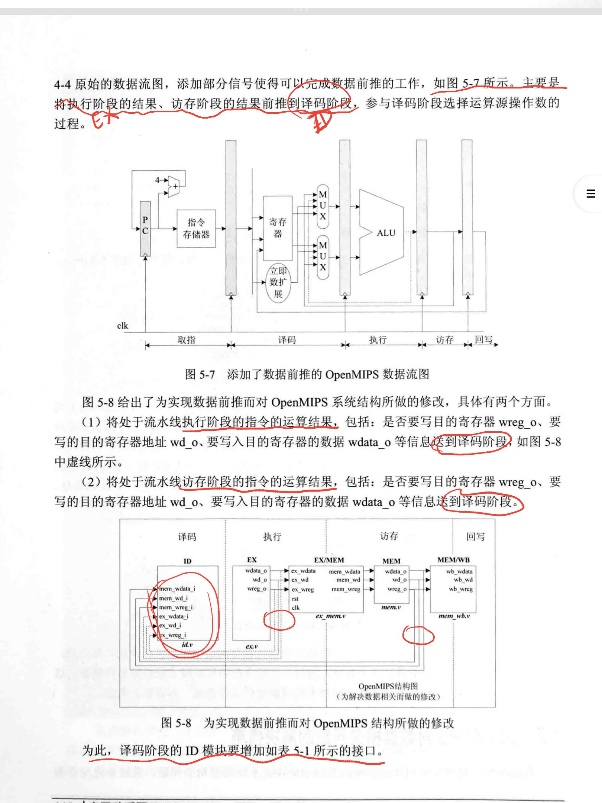 4-4 原始的数据流图，添加部分信号使得可以完成数据前推的工作，如图 5-7 所示。主要是
将执行阶段的结果、访存阶段的结果前推到译码阶段，参与译码阶段选择运算源操作数的
过程。 EX ID
4
+
PC
指令
存储器
寄存
器
立即
数扩
展
MUX
MUX
ALU
clk
取指 译码 执行 访存 回写
图 5-7 添加了数据前推的 OpenMIPS 数据流图
图 5-8 给出了为实现数据前推而对 OpenMIPS 系统结构所做的修改，具体有两个方面。
（1）将处于流水线执行阶段的指令的运算结果，包括：是否要写目的寄存器 wreg_o、要
写的目的寄存器地址 wd_o、要写入目的寄存器的数据 wdata_o 等信息送到译码阶段，如图 5-8
中虚线所示。
（2）将处于流水线访存阶段的指令的运算结果，包括：是否要写目的寄存器 wreg_o、要
写的目的寄存器地址 wd_o、要写入目的寄存器的数据 wdata_o 等信息送到译码阶段。
译码 执行 访存 回写
ID EX EX/MEM MEM MEM/WB
wdata_o ex_wdata mem_wdata wdata_o wb_wdata
wd_o ex_wd mem_wd wd_o wb_wd
mem_wdata_i wreg_o ex_wreg mem_wreg wreg_o wb_wreg
mem_wd_i rst
mem_wreg_i clk mem.v
ex_wdata_i ex_mem.v mem_wb.v
ex_wd_i
ex_wreg_i
id.v ex.v
OpenMIPS结构图
（为解决数据相关而做的修改）
图 5-8 为实现数据前推而对 OpenMIPS 结构所做的修改
为此，译码阶段的 ID 模块要增加如表 5-1 所示的接口。